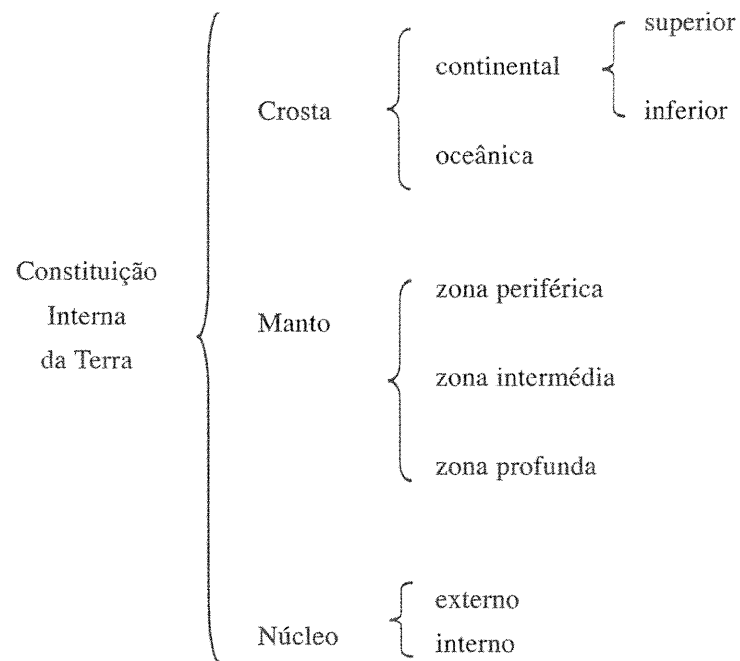 Constituição
Interna
da Terra
Crosta
continental
superior
inferior
oceânica
Manto
zona periférica
zona intermédia
zona profunda
Núcleo
externo
interno